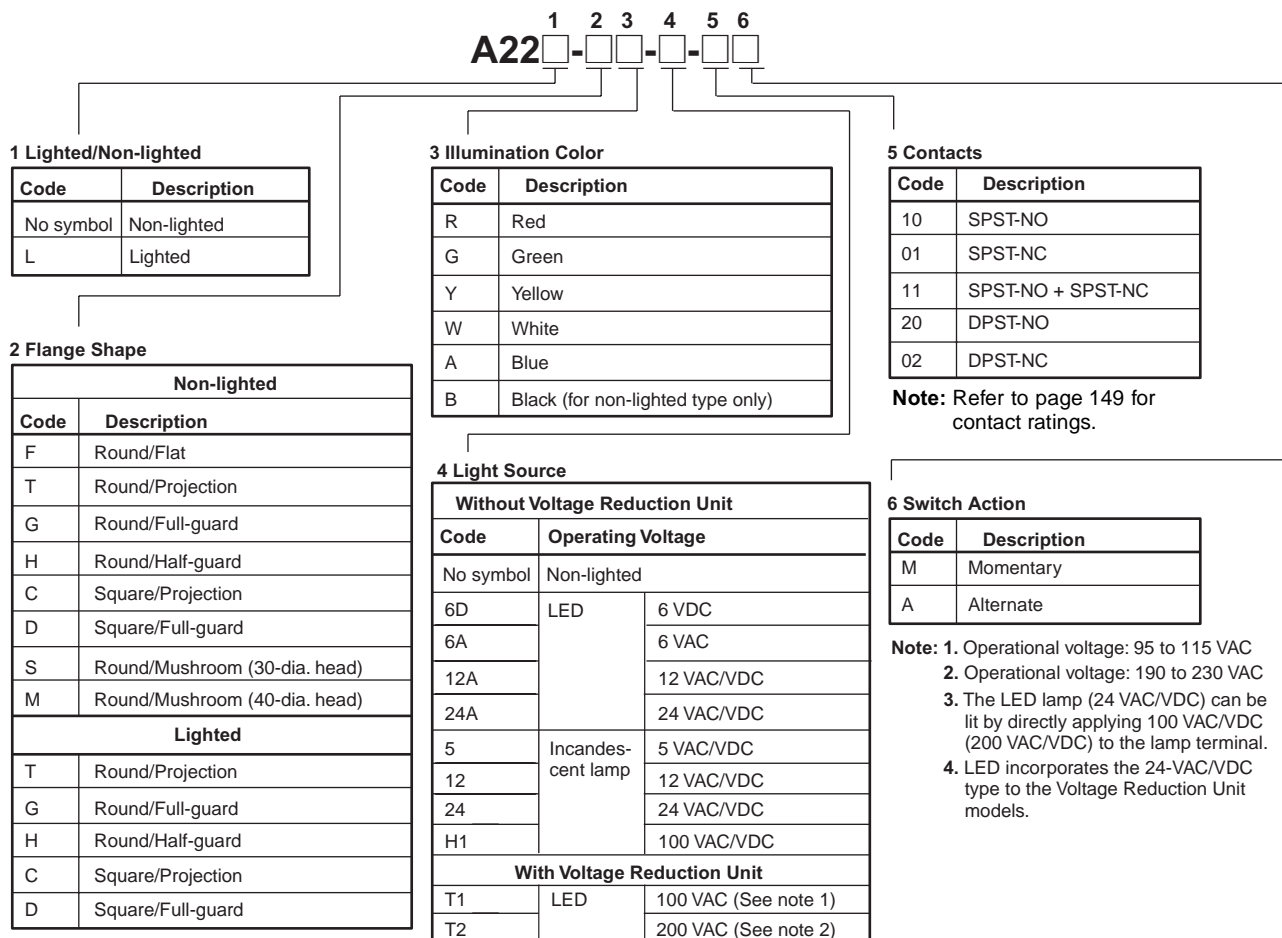 1 2 3 4 5 6
A22□-□□-□-□□
1 Lighted/Non-lighted
Code Description
No symbol Non-lighted
L Lighted
2 Flange Shape
Non-lighted
Code Description
F Round/Flat
T Round/Projection
G Round/Full-guard
H Round/Half-guard
C Square/Projection
D Square/Full-guard
S Round/Mushroom (30-dia. head)
M Round/Mushroom (40-dia. head)
Lighted
T Round/Projection
G Round/Full-guard
H Round/Half-guard
C Square/Projection
D Square/Full-guard
3 Illumination Color
Code Description
R Red
G Green
Y Yellow
W White
A Blue
B Black (for non-lighted type only)
4 Light Source
Without Voltage Reduction Unit
Code Operating Voltage
No symbol Non-lighted
6D LED 6 VDC
6A 6 VAC
12A 12 VAC/VDC
24A 24 VAC/VDC
5 Incandes- 5 VAC/VDC
cent lamp
12 12 VAC/VDC
24 24 VAC/VDC
H1 100 VAC/VDC
With Voltage Reduction Unit
T1 LED 100 VAC (See note 1)
T2 200 VAC (See note 2)
5 Contacts
Code Description
10 SPST-NO
01 SPST-NC
11 SPST-NO + SPST-NC
20 DPST-NO
02 DPST-NC
Note: Refer to page 149 for
contact ratings.
6 Switch Action
Code Description
M Momentary
A Alternate
Note: 1. Operational voltage: 95 to 115 VAC
2. Operational voltage: 190 to 230 VAC
3. The LED lamp (24 VAC/VDC) can be
lit by directly applying 100 VAC/VDC
(200 VAC/VDC) to the lamp terminal.
4. LED incorporates the 24-VAC/VDC
type to the Voltage Reduction Unit
models.